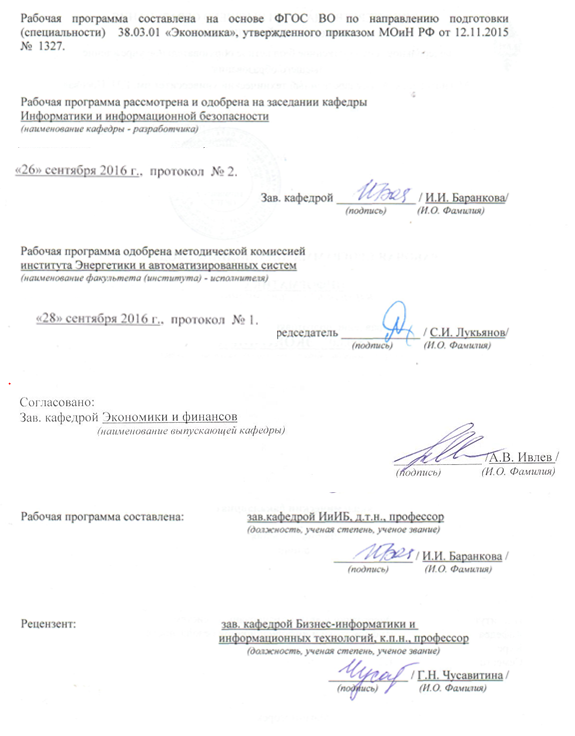 Рабочая программа составлена на основе ФГОС ВО по направлению подготовки
(специальности) 38.03.01 «Экономика», утвержденного приказом МОиН РФ от 12.11.2015
№ 1327.
Рабочая программа рассмотрена и одобрена на заседании кафедры
Информатики и информационной безопасности
(наименование кафедры - разработчика)
«26» сентября 2016 г., протокол № 2.
Зав. кафедрой ____________ / И.И. Баранкова/
(подпись) (И.О. Фамилия)
Рабочая программа одобрена методической комиссией
института Энергетики и автоматизированных систем
(наименование факультета (института) - исполнителя)
«28» сентября 2016 г., протокол № 1.
редседатель ____________ / С.И. Лукьянов/
(подпись) (И.О. Фамилия)
Согласовано:
Зав. кафедрой Экономики и финансов
(наименование выпускающей кафедры)
____________ /А.В. Ивлев /
(подпись) (И.О. Фамилия)
Рабочая программа составлена: зав.кафедрой ИиИБ, д.т.н., профессор
(должность, ученая степень, ученое звание)
____________ / И.И. Баранкова /
(подпись) (И.О. Фамилия)
Рецензент: зав. кафедрой Бизнес-информатики и
информационных технологий, к.п.н., профессор
(должность, ученая степень, ученое звание)
____________ / Г.Н. Чусавитина /
(подпись) (И.О. Фамилия)